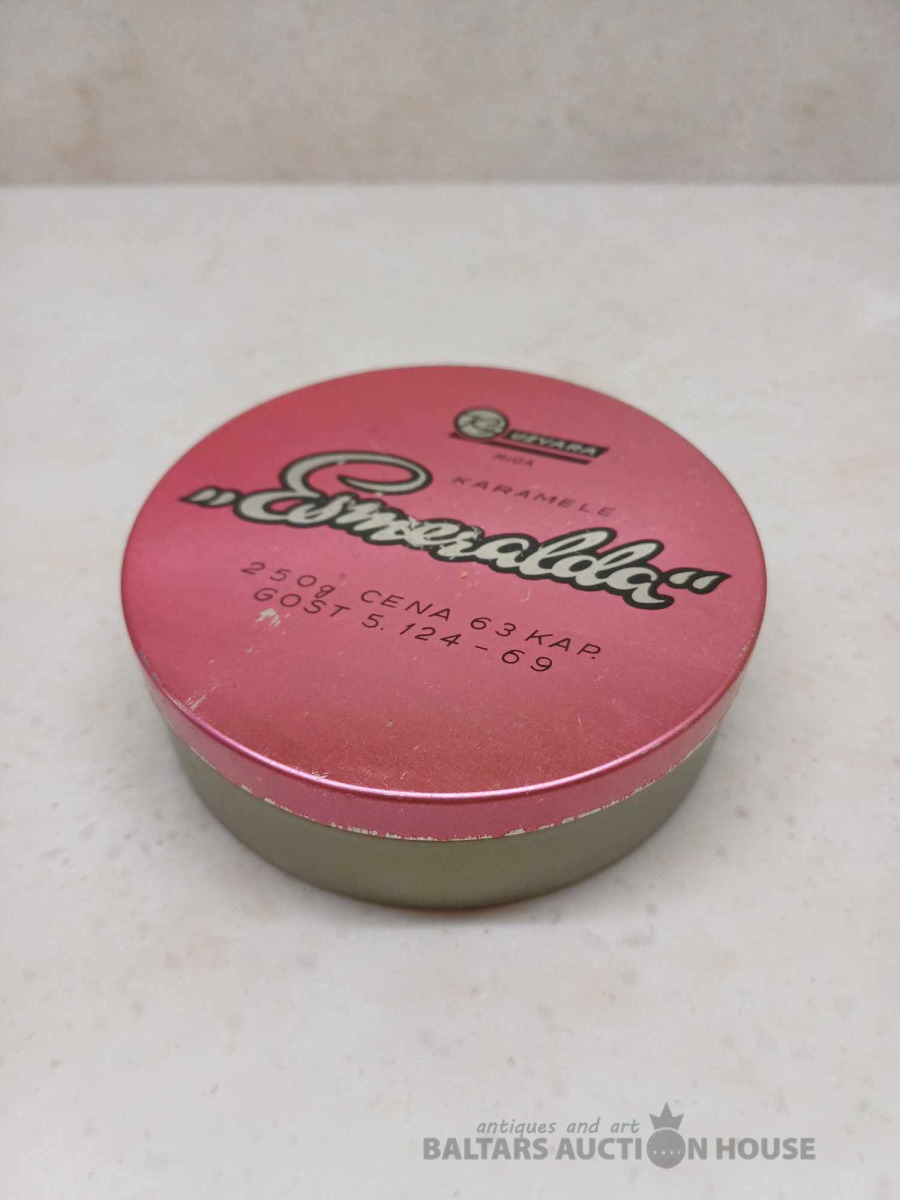 UZVARA
RIGA
KARAMELE
„Esmeralda“
250g CENA 63 KAP.
GOST 5.124-69
antiques and art
BALTARS AUCTION HOUSE